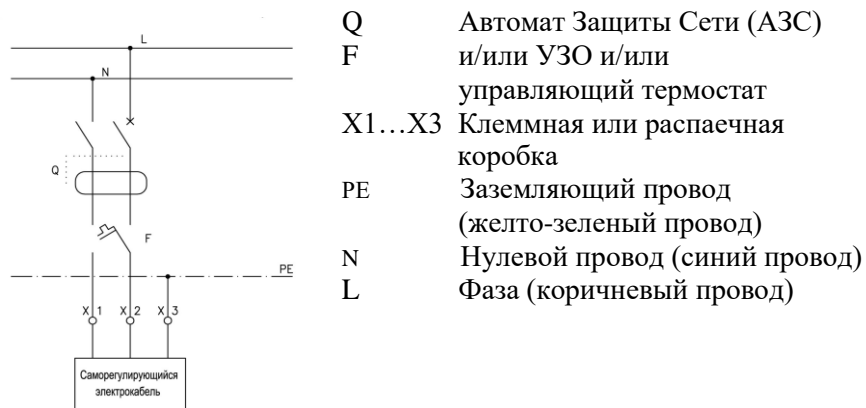 L
N
Q
F
PE
X 1 X 2 X 3
Саморегулирующийся
электрокабель
Q Автомат Защиты Сети (АЗС)
F и/или УЗО и/или
управляющий термостат
X1…X3 Клеммная или распаечная
коробка
PE Заземляющий провод
(желто-зеленый провод)
N Нулевой провод (синий провод)
L Фаза (коричневый провод)